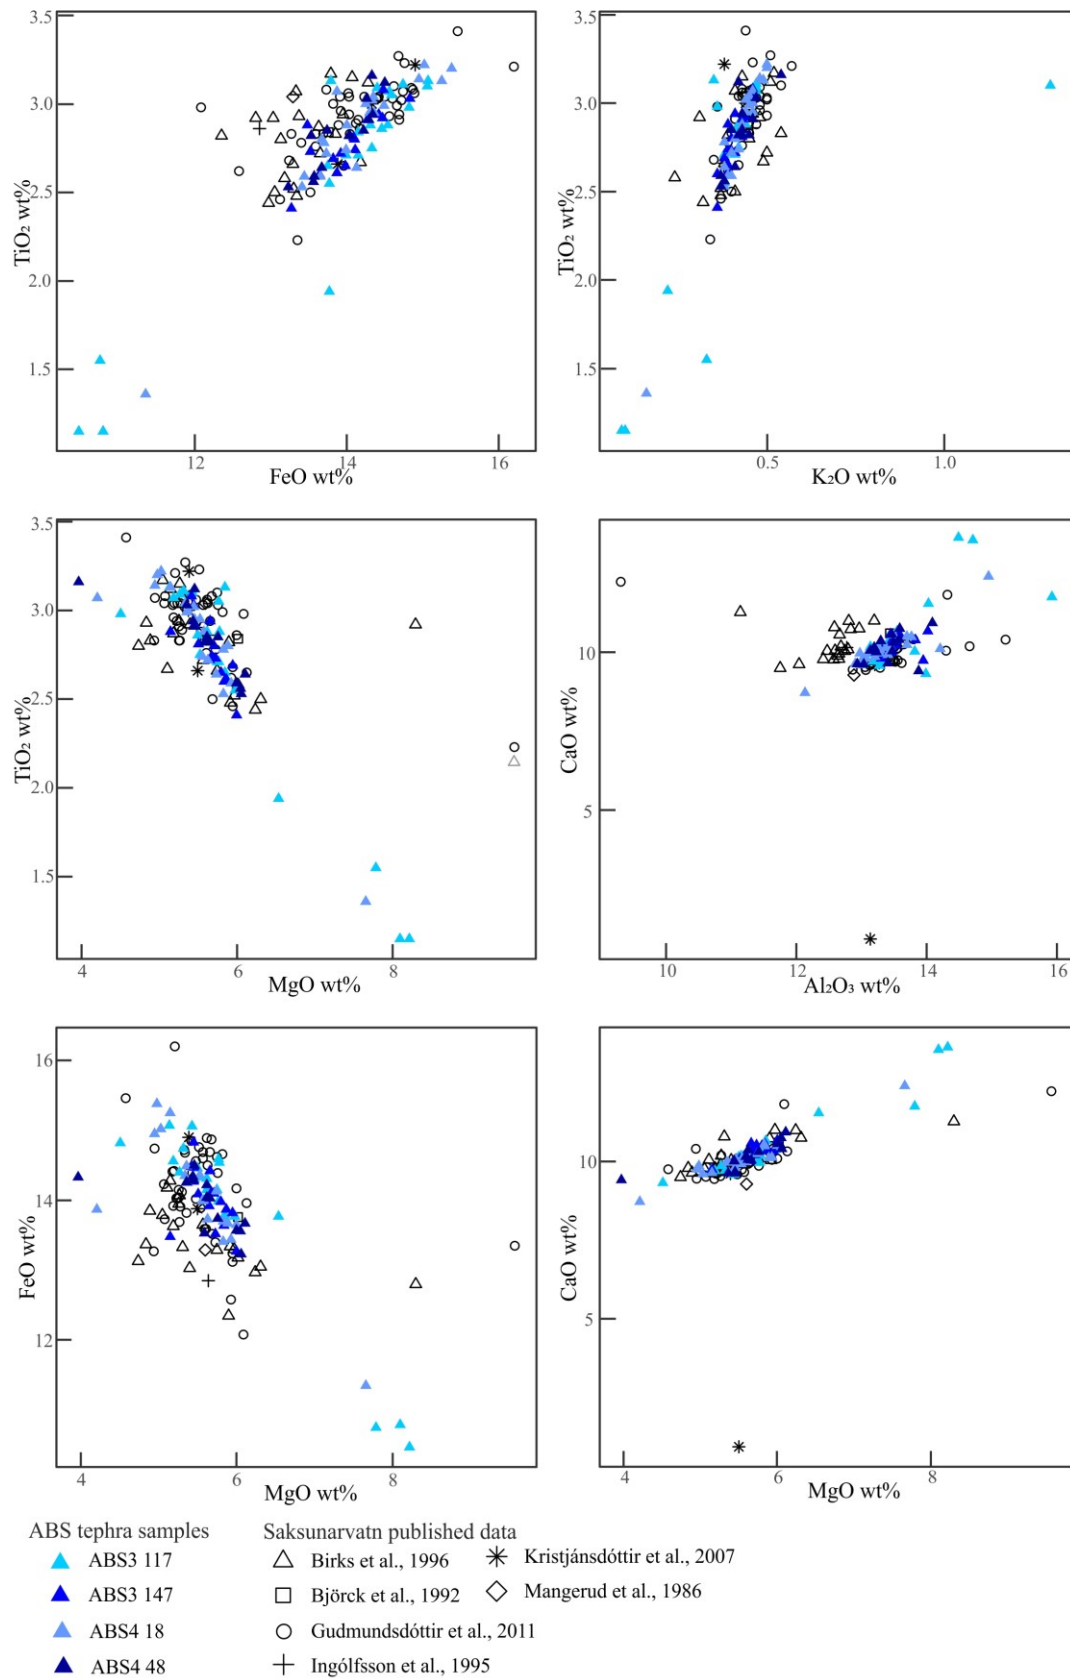 3.5
3.0
2.5
2.0
1.5
TiO₂ wt%
12
14
16
FeO wt%
3.5
3.0
2.5
2.0
1.5
TiO₂ wt%
0.5
1.0
K₂O wt%
3.5
3.0
2.5
2.0
1.5
TiO₂ wt%
4
6
8
MgO wt%
10
5
CaO wt%
10
12
14
16
Al₂O₃ wt%
16
14
12
FeO wt%
4
6
8
MgO wt%
10
5
CaO wt%
4
6
8
MgO wt%
ABS tephra samples
ABS3 117
ABS3 147
ABS4 18
ABS4 48
Saksunarvatn published data
Birks et al., 1996
Björck et al., 1992
Gudmundsdóttir et al., 2011
Ingólfsson et al., 1995
Kristjánsdóttir et al., 2007
Mangerud et al., 1986